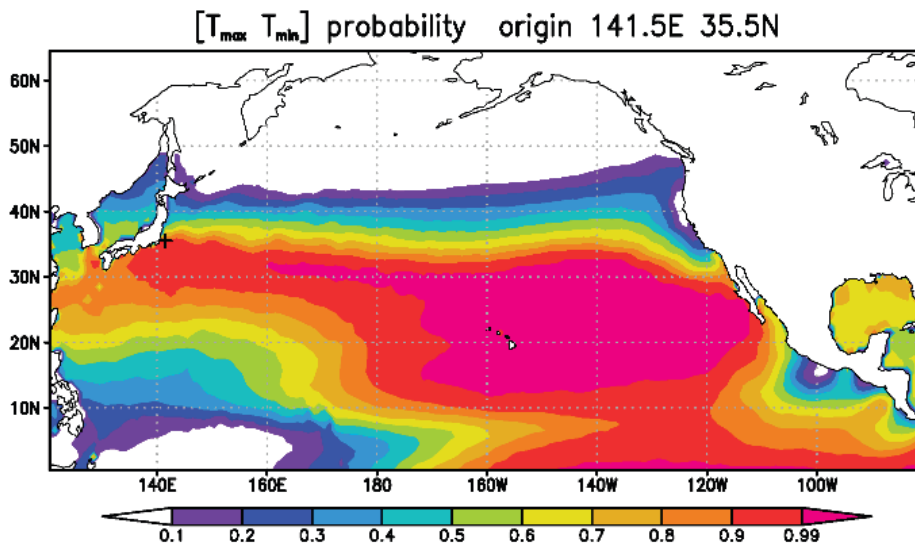 [Tmax Tmin] probability origin 141.5E 35.5N
60N
50N
40N
30N
20N
10N
140E 160E 180 160W 140W 120W 100W
0.1 0.2 0.3 0.4 0.5 0.6 0.7 0.8 0.9 0.99